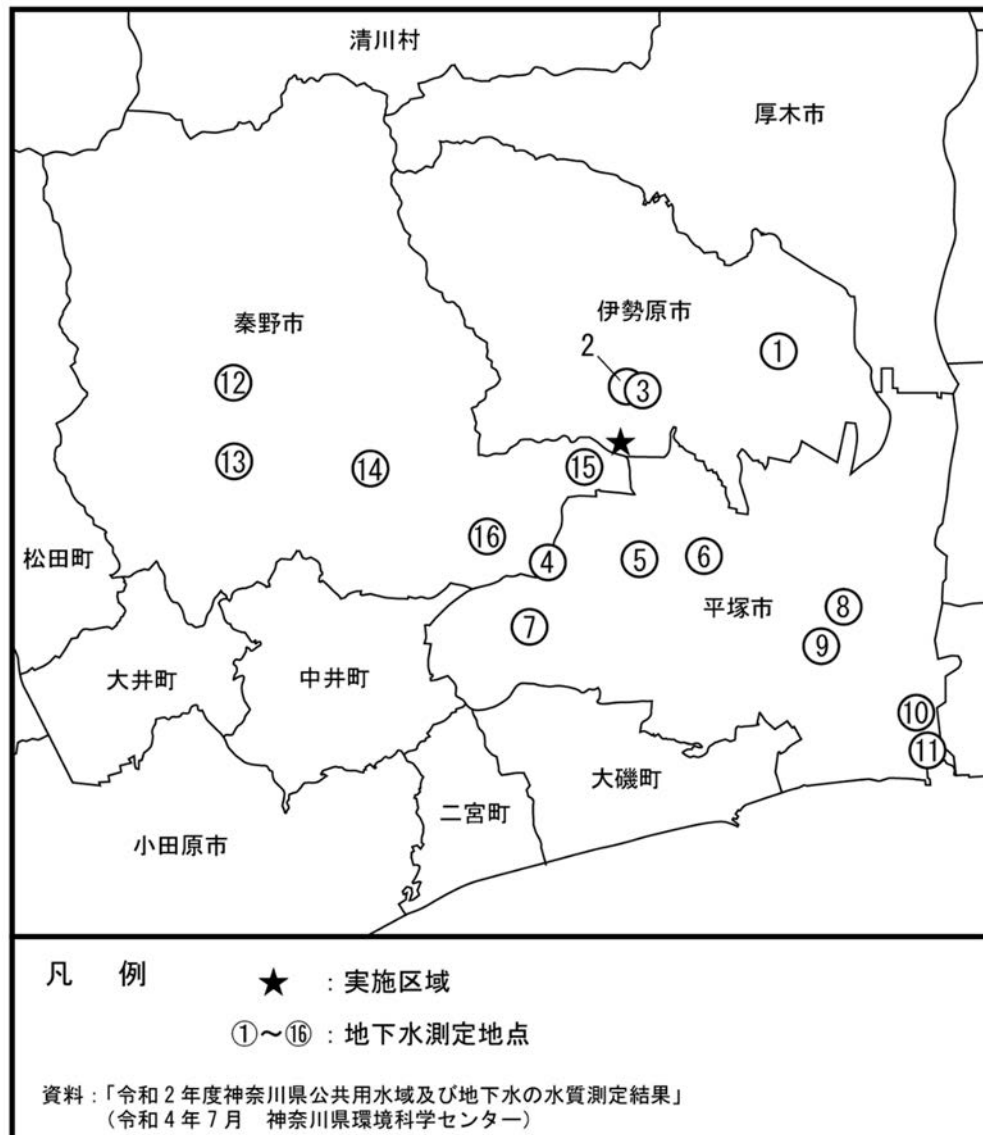 清川村
厚木市
秦野市
伊勢原市
2
①
③
⑫
⑬
⑭
⑮
⑯
④
⑤
⑥
松田町
平塚市
⑧
⑦
⑨
大井町
中井町
⑩
⑪
大磯町
二宮町
小田原市
凡 例
★ : 実施区域
①~⑯ : 地下水測定地点
資料:「令和2年度神奈川県公共用水域及び地下水の水質測定結果」
(令和4年7月 神奈川県環境科学センター)